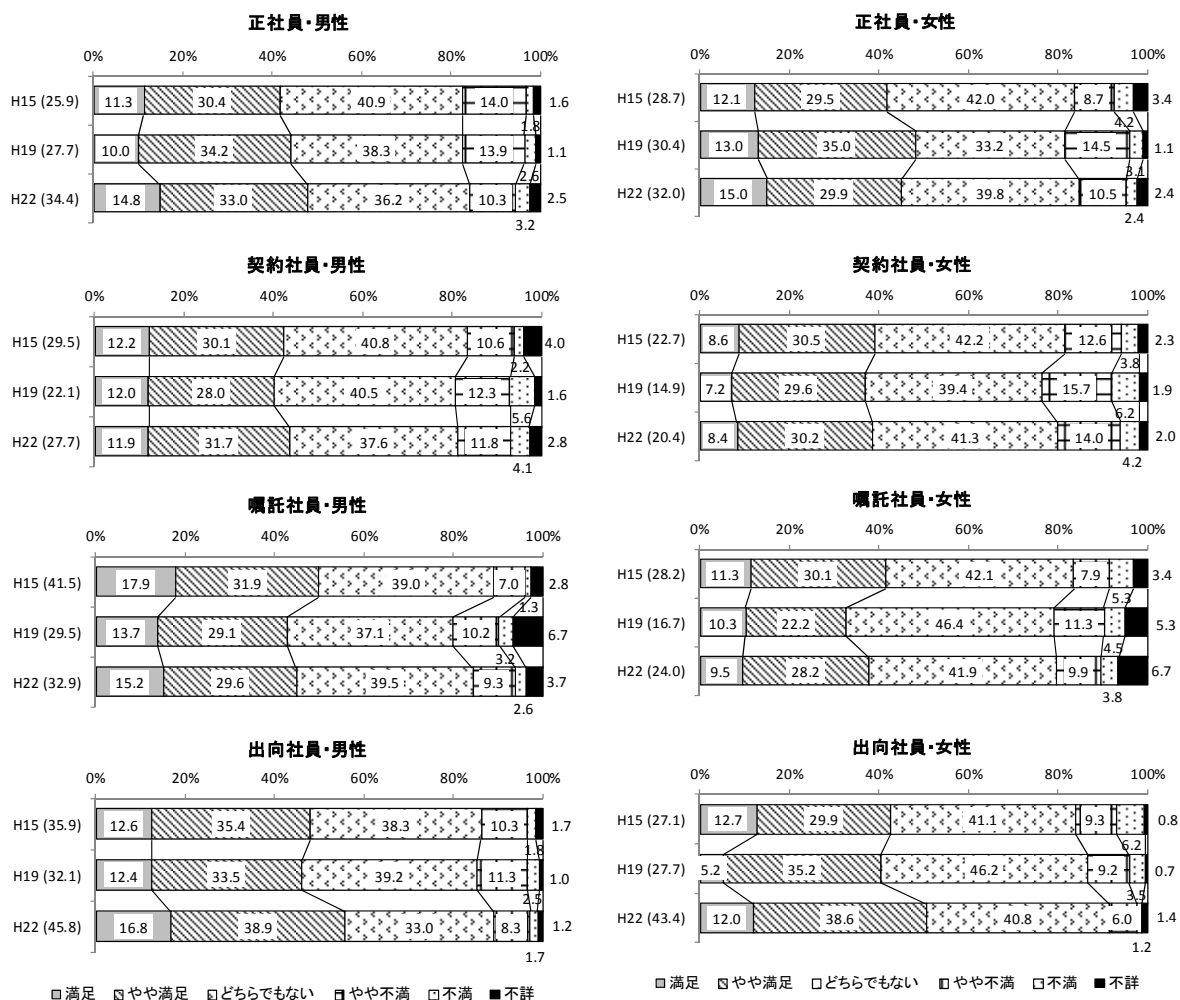 正社員・男性
0% 20% 40% 60% 80% 100%
H15 (25.9) 11.3 30.4 40.9 14.0 1.6
1.8
H19 (27.7) 10.0 34.2 38.3 13.9 1.1
2.6
H22 (34.4) 14.8 33.0 36.2 10.3 2.5
3.2
正社員・女性
0% 20% 40% 60% 80% 100%
H15 (28.7) 12.1 29.5 42.0 8.7 3.4
4.2
H19 (30.4) 13.0 35.0 33.2 14.5 1.1
3.1
H22 (32.0) 15.0 29.9 39.8 10.5 2.4
2.4
契約社員・男性
0% 20% 40% 60% 80% 100%
H15 (29.5) 12.2 30.1 40.8 10.6 4.0
2.2
H19 (22.1) 12.0 28.0 40.5 12.3 1.6
5.6
H22 (27.7) 11.9 31.7 37.6 11.8 2.8
4.1
契約社員・女性
0% 20% 40% 60% 80% 100%
H15 (22.7) 8.6 30.5 42.2 12.6 2.3
3.8
H19 (14.9) 7.2 29.6 39.4 15.7 1.9
6.2
H22 (20.4) 8.4 30.2 41.3 14.0 2.0
4.2
嘱託社員・男性
0% 20% 40% 60% 80% 100%
H15 (41.5) 17.9 31.9 39.0 7.0 2.8
1.3
H19 (29.5) 13.7 29.1 37.1 10.2 6.7
3.2
H22 (32.9) 15.2 29.6 39.5 9.3 3.7
2.6
嘱託社員・女性
0% 20% 40% 60% 80% 100%
H15 (28.2) 11.3 30.1 42.1 7.9 3.4
5.3
H19 (16.7) 10.3 22.2 46.4 11.3 5.3
4.5
H22 (24.0) 9.5 28.2 41.9 9.9 6.7
3.8
出向社員・男性
0% 20% 40% 60% 80% 100%
H15 (35.9) 12.6 35.4 38.3 10.3 1.7
1.8
H19 (32.1) 12.4 33.5 39.2 11.3 1.0
2.5
H22 (45.8) 16.8 38.9 33.0 8.3 1.2
1.7
満足 やや満足 どちらでもない やや不満 不満 不詳
出向社員・女性
0% 20% 40% 60% 80% 100%
H15 (27.1) 12.7 29.9 41.1 9.3 0.8
6.2
H19 (27.7) 5.2 35.2 46.2 9.2 0.7
3.5
H22 (43.4) 12.0 38.6 40.8 6.0 1.4
1.2
満足 やや満足 どちらでもない やや不満 不満 不詳